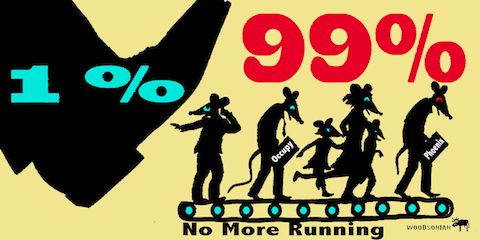 1 %
99%
Occupy
Phoenix
No More Running
WOODSONIAN